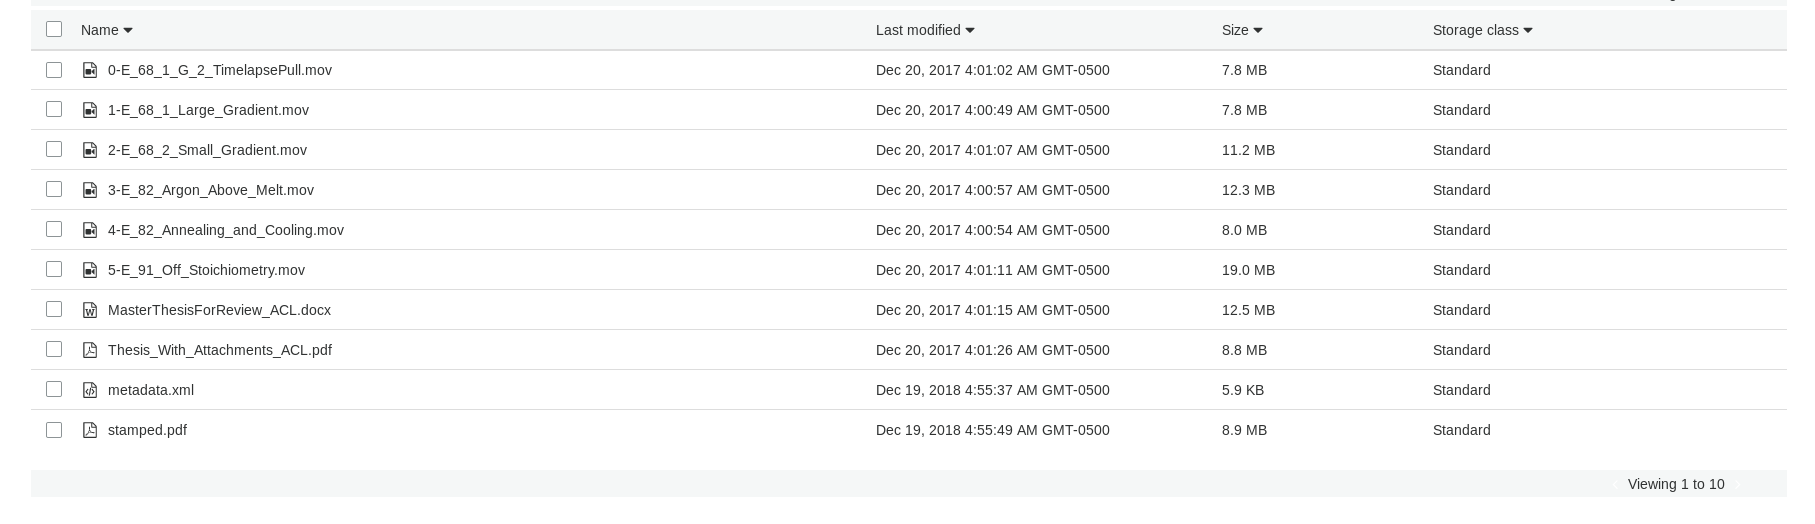 Name Last modified Size Storage class
0-E_68_1_G_2_TimelapsePull.mov Dec 20, 2017 4:01:02 AM GMT-0500 7.8 MB Standard
1-E_68_1_Large_Gradient.mov Dec 20, 2017 4:00:49 AM GMT-0500 7.8 MB Standard
2-E_68_2_Small_Gradient.mov Dec 20, 2017 4:01:07 AM GMT-0500 11.2 MB Standard
3-E_82_Argon_Above_Melt.mov Dec 20, 2017 4:00:57 AM GMT-0500 12.3 MB Standard
4-E_82_Annealing_and_Cooling.mov Dec 20, 2017 4:00:54 AM GMT-0500 8.0 MB Standard
5-E_91_Off_Stoichiometry.mov Dec 20, 2017 4:01:11 AM GMT-0500 19.0 MB Standard
MasterThesisForReview_ACL.docx Dec 20, 2017 4:01:15 AM GMT-0500 12.5 MB Standard
Thesis_With_Attachments_ACL.pdf Dec 20, 2017 4:01:26 AM GMT-0500 8.8 MB Standard
metadata.xml Dec 19, 2018 4:55:37 AM GMT-0500 5.9 KB Standard
stamped.pdf Dec 19, 2018 4:55:49 AM GMT-0500 8.9 MB Standard
Viewing 1 to 10